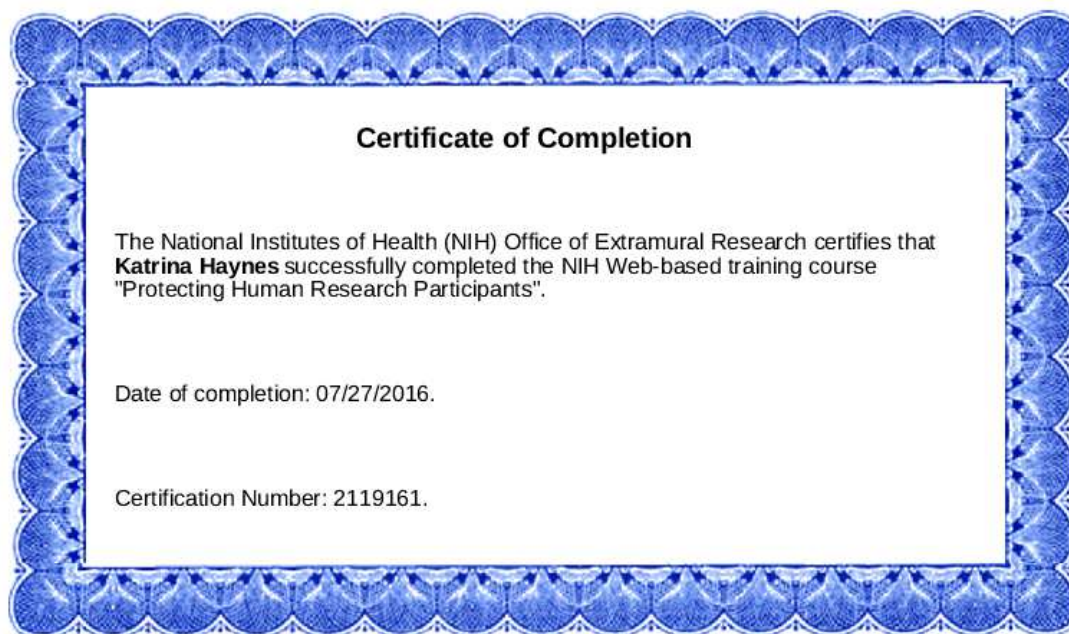 Certificate of Completion
The National Institutes of Health (NIH) Office of Extramural Research certifies that
Katrina Haynes successfully completed the NIH Web-based training course
"Protecting Human Research Participants".
Date of completion: 07/27/2016.
Certification Number: 2119161.